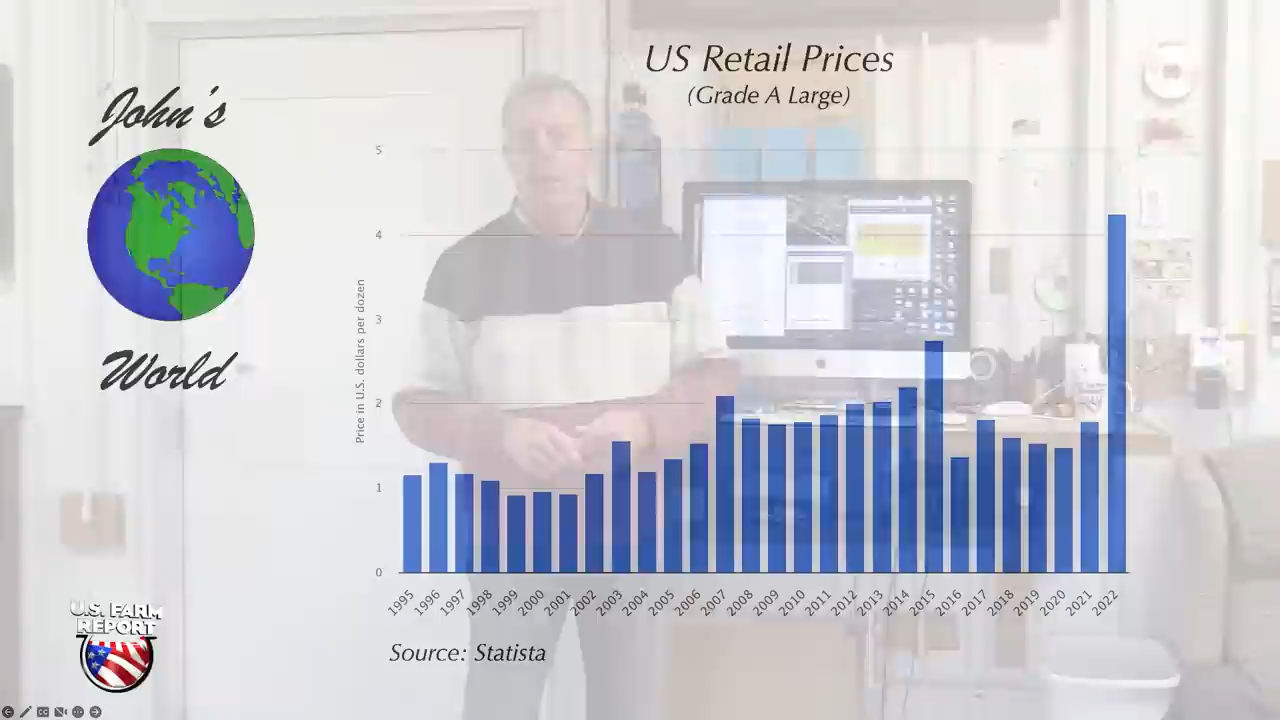 US Retail Prices
(Grade A Large)
John's
World
Price in U.S. dollars per dozen
5
4
3
2
1
0
1995 1996 1997 1998 1999 2000 2001 2002 2003 2004 2005 2006 2007 2008 2009 2010 2011 2012 2013 2014 2015 2016 2017 2018 2019 2020 2021 2022
U.S. FARM
REPORT
Source: Statista